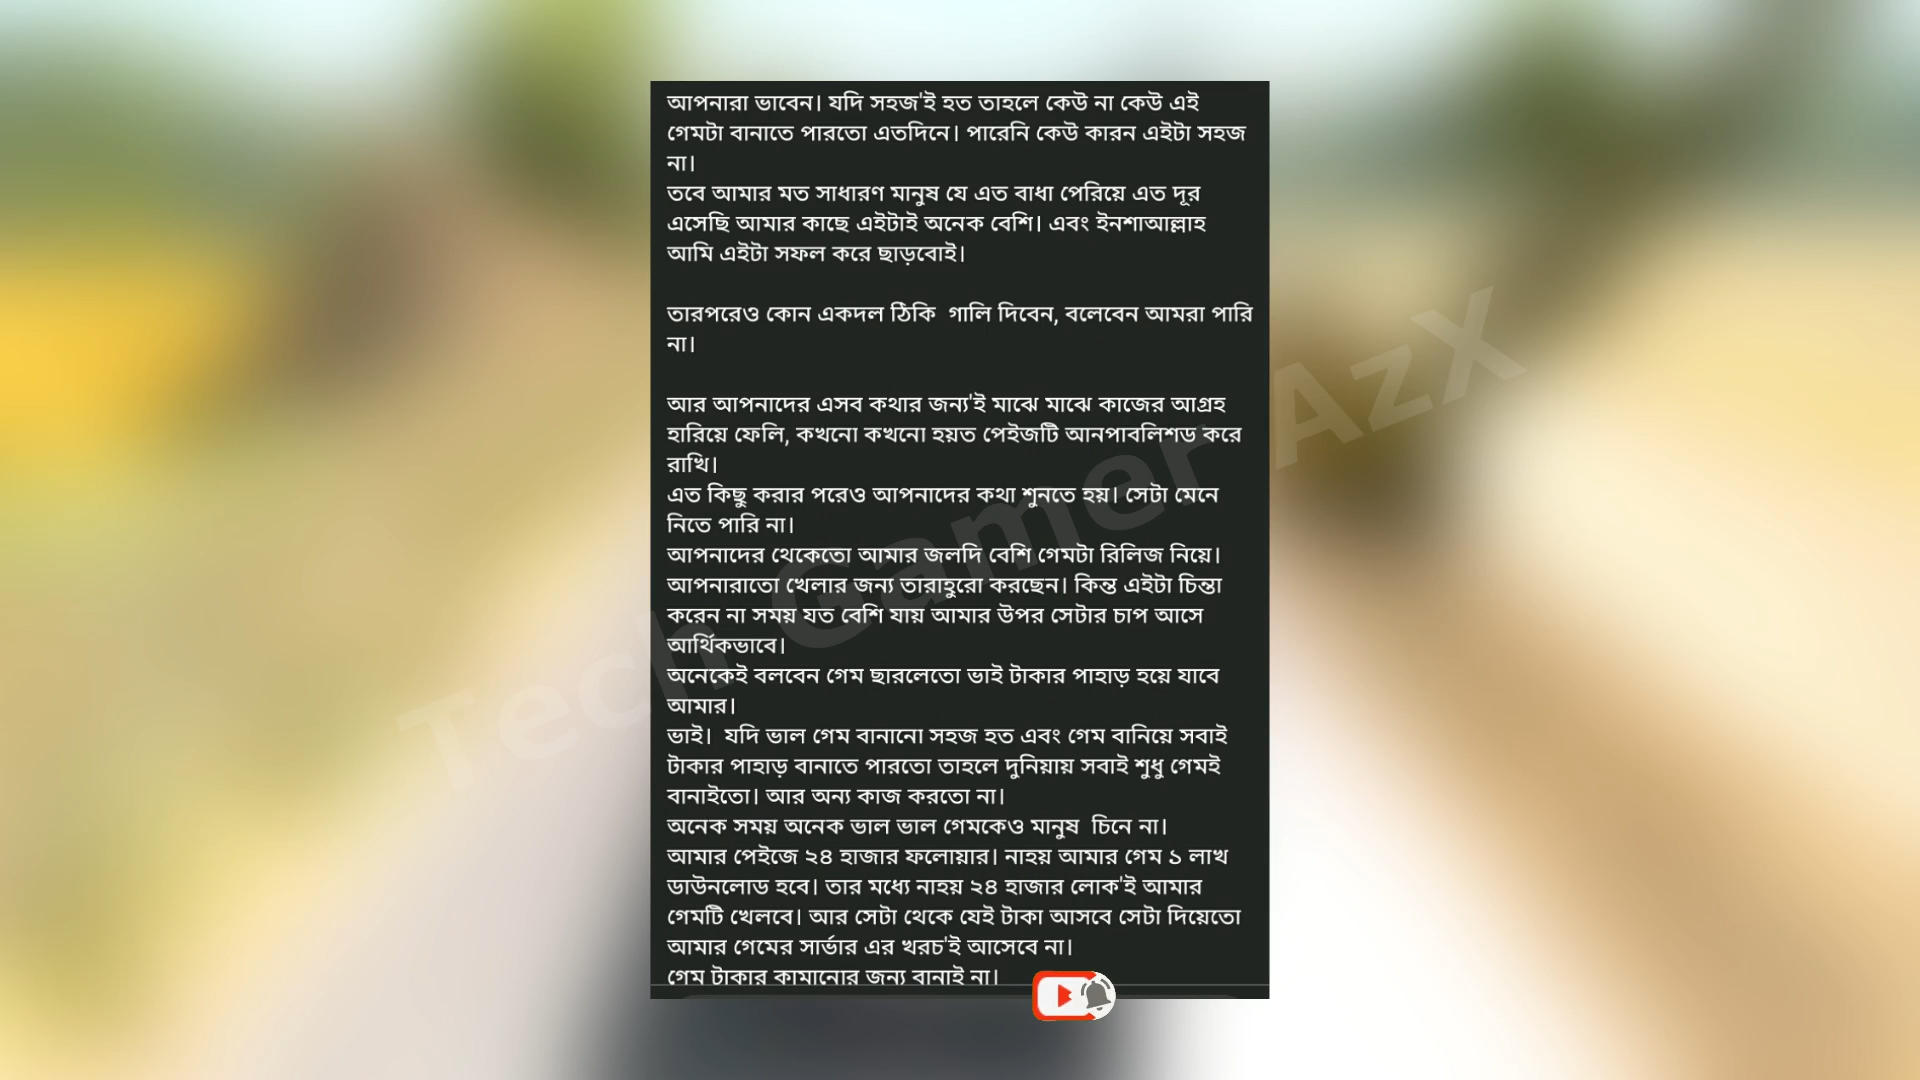 আপনারা ভাবেন। যদি সহজ'ই হত তাহলে কেউ না কেউ এই
গেমটা বানাতে পারতো এতদিনে। পারেনি কেউ কারন এইটা সহজ
না।
তবে আমার মত সাধারণ মানুষ যে এত বাধা পেরিয়ে এত দূর
এসেছি আমার কাছে এইটাই অনেক বেশি। এবং ইনশাআল্লাহ
আমি এইটা সফল করে ছাড়বোই।
তারপরেও কোন একদল ঠিকি গালি দিবেন, বলেবেন আমরা পারি
না।
আর আপনাদের এসব কথার জন্য'ই মাঝে মাঝে কাজের আগ্রহ
হারিয়ে ফেলি, কখনো কখনো হয়ত পেইজটি আনপাবলিশড করে
রাখি।
এত কিছু করার পরেও আপনাদের কথা শুনতে হয়। সেটা মেনে
নিতে পারি না।
আপনাদের থেকেতো আমার জলদি বেশি গেমটা রিলিজ নিয়ে।
আপনারাতো খেলার জন্য তারাহুরো করছেন। কিন্ত এইটা চিন্তা
করেন না সময় যত বেশি যায় আমার উপর সেটার চাপ আসে
আর্থিকভাবে।
অনেকেই বলবেন গেম ছারলেতো ভাই টাকার পাহাড় হয়ে যাবে
আমার।
ভাই। যদি ভাল গেম বানানো সহজ হত এবং গেম বানিয়ে সবাই
টাকার পাহাড় বানাতে পারতো তাহলে দুনিয়ায় সবাই শুধু গেমই
বানাইতো। আর অন্য কাজ করতো না।
অনেক সময় অনেক ভাল ভাল গেমকেও মানুষ চিনে না।
আমার পেইজে ২৪ হাজার ফলোয়ার। নাহয় আমার গেম ১ লাখ
ডাউনলোড হবে। তার মধ্যে নাহয় ২৪ হাজার লোক'ই আমার
গেমটি খেলবে। আর সেটা থেকে যেই টাকা আসবে সেটা দিয়েতো
আমার গেমের সার্ভার এর খরচ'ই আসেবে না।
গেম টাকার কামানোর জন্য বানাই না।
Tech Gamer AzX